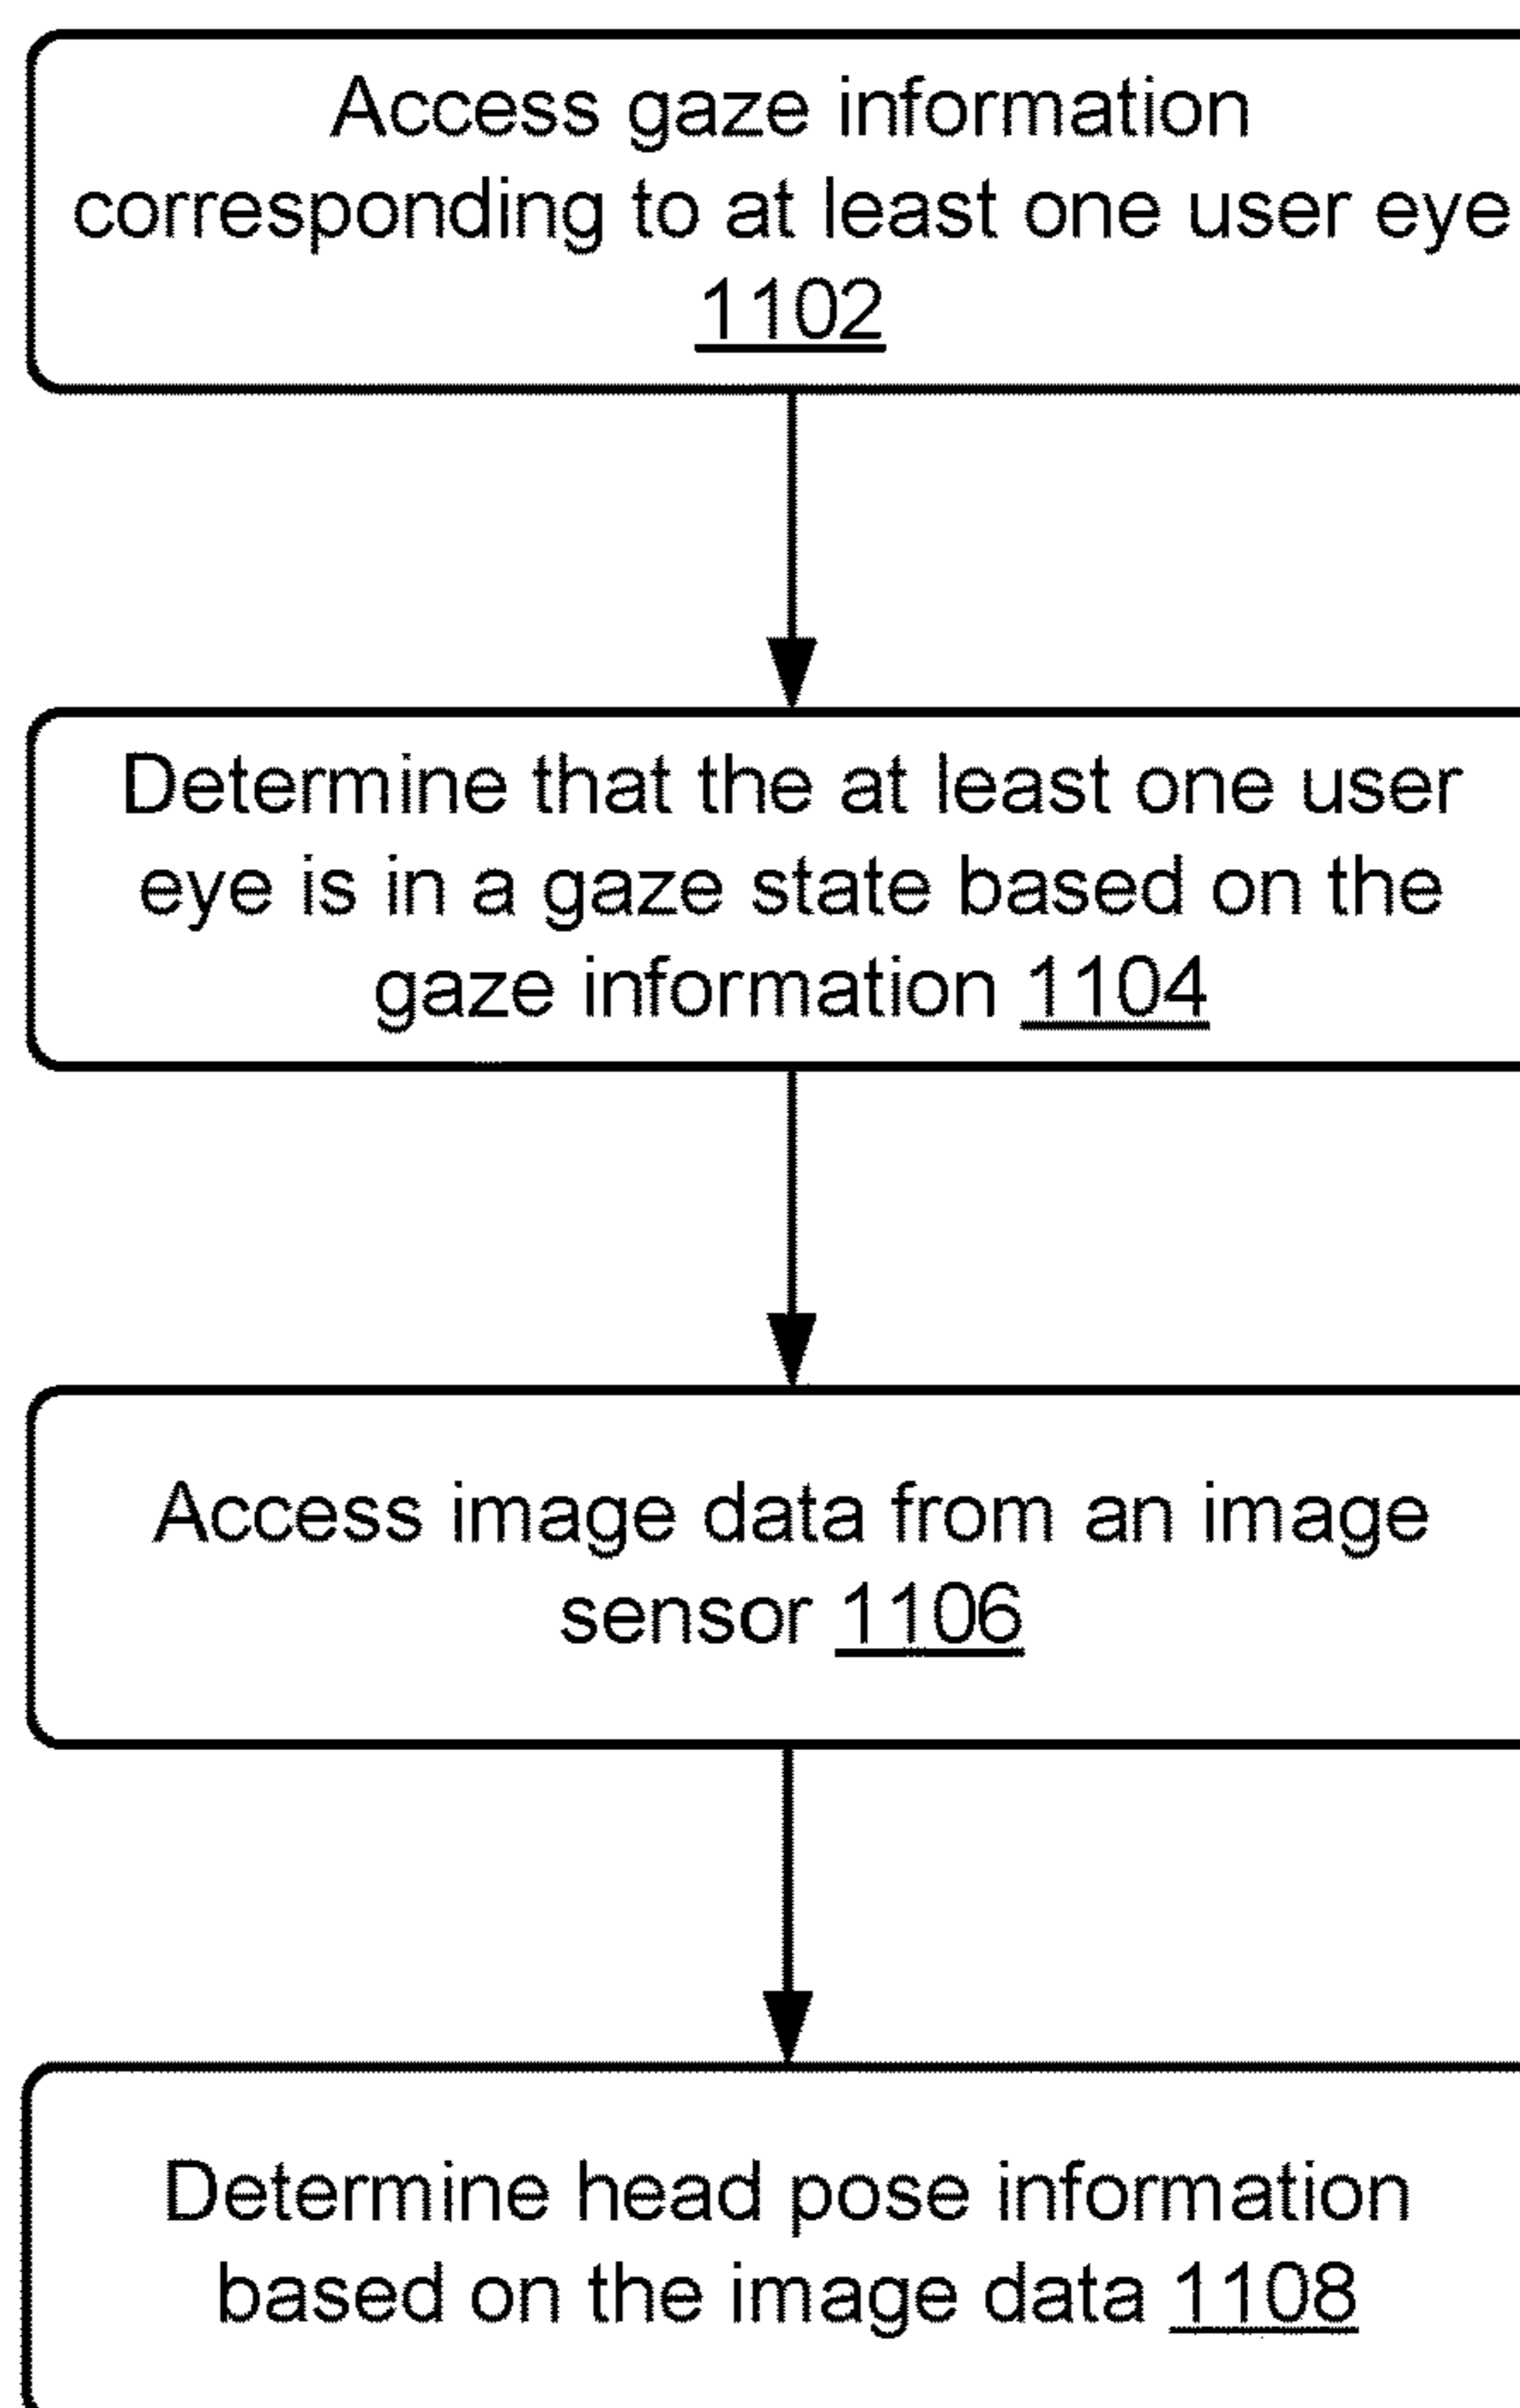 Access gaze information
corresponding to at least one user eye
1102
Determine that the at least one user
eye is in a gaze state based on the
gaze information 1104
Access image data from an image
sensor 1106
Determine head pose information
based on the image data 1108